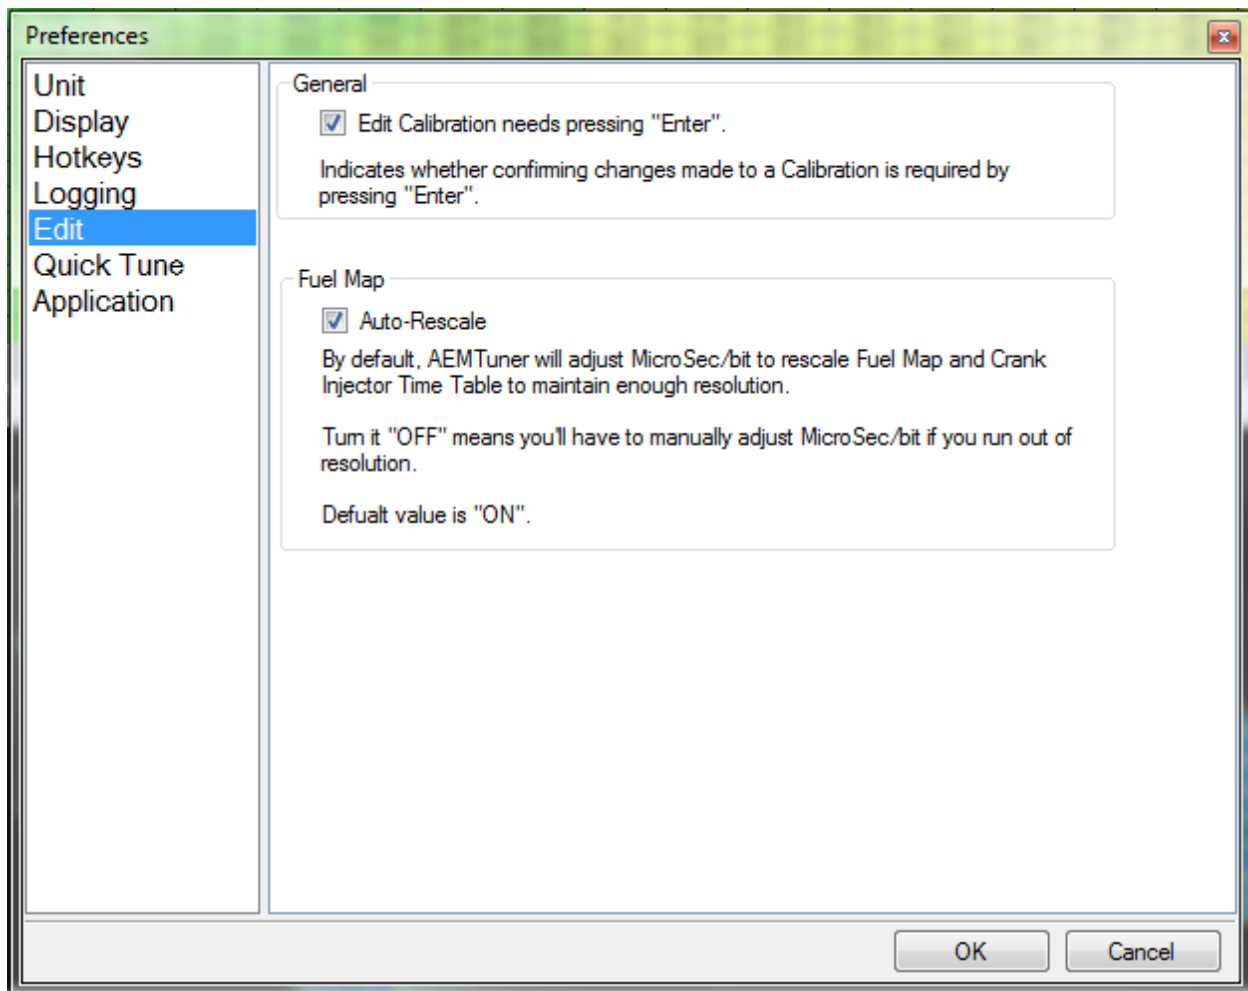 Preferences
Unit
Display
Hotkeys
Logging
Edit
Quick Tune
Application
General
Edit Calibration needs pressing "Enter".
Indicates whether confirming changes made to a Calibration is required by
pressing "Enter".
Fuel Map
Auto-Rescale
By default, AEMTuner will adjust MicroSec/bit to rescale Fuel Map and Crank
Injector Time Table to maintain enough resolution.
Turn it "OFF" means you'll have to manually adjust MicroSec/bit if you run out of
resolution.
Defualt value is "ON".
OK
Cancel